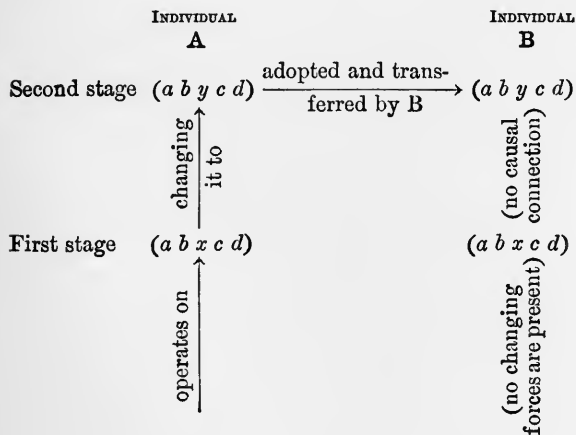 INDIVIDUAL INDIVIDUAL
A B
Second stage (a b y c d) adopted and trans- (a b y c d)
ferred by B
changing
it to
(no causal
connection)
First stage (a b x c d) (a b x c d)
operates on
(no changing
forces are present)